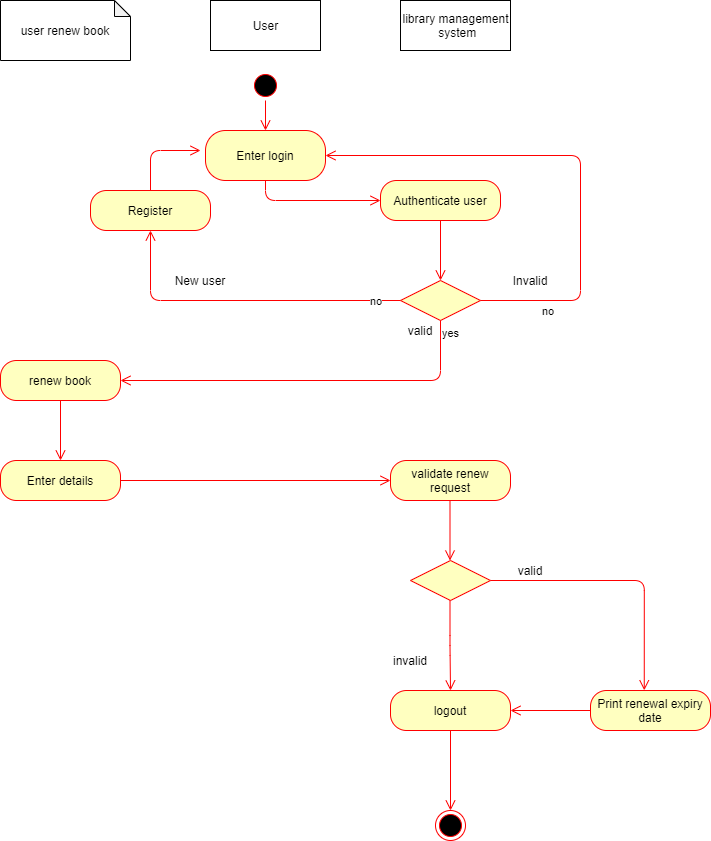 user renew book
User
library management
system
Enter login
Authenticate user
Register
New user
Invalid
no
no
valid
yes
renew book
Enter details
validate renew
request
valid
invalid
logout
Print renewal expiry
date